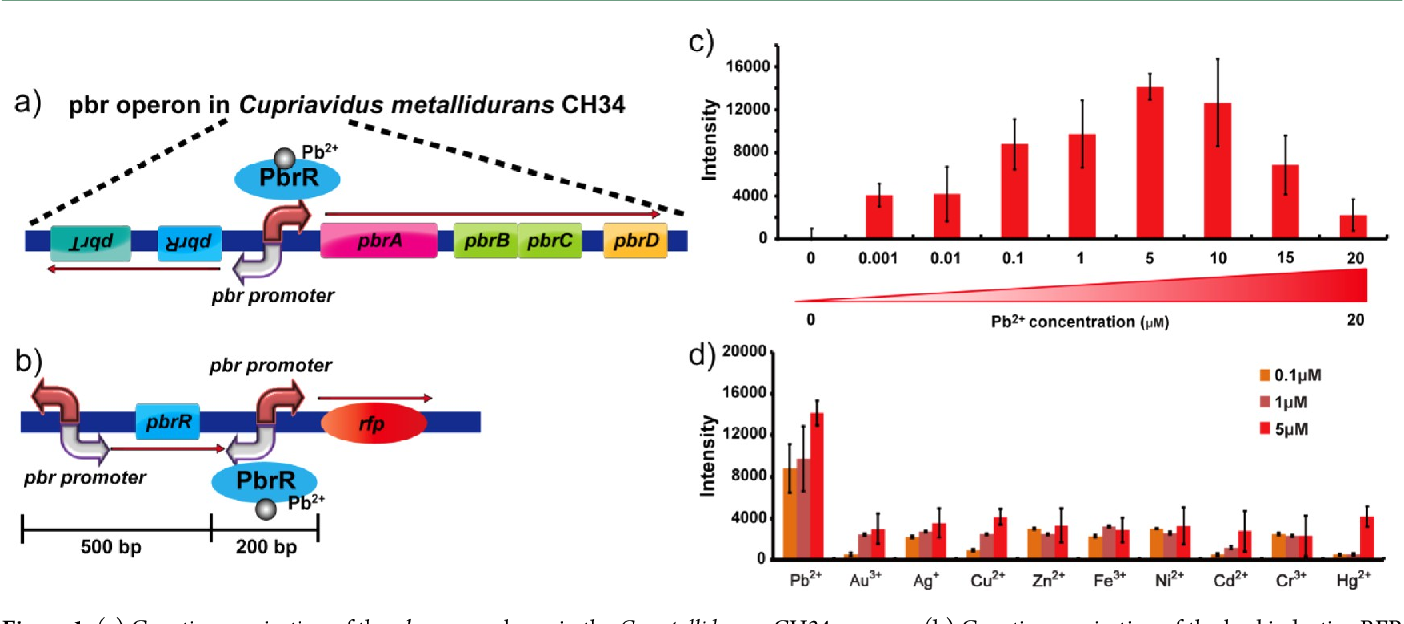 a) pbr operon in Cupriavidus metallidurans CH34
Pb2+
PbrR
pbrT
pbrR
pbrA
pbrB
pbrC
pbrD
pbr promoter
b)
pbr promoter
pbrR
rfp
pbr promoter
PbrR
Pb2+
500 bp
200 bp
c)
Intensity
16000
12000
8000
4000
0
0 0.001 0.01 0.1 1 5 10 15 20
0 Pb2+ concentration (μM) 20
d)
Intensity
20000
16000
12000
8000
4000
0
0.1μM
1μM
5μM
Pb2+ Au3+ Ag+ Cu2+ Zn2+ Fe3+ Ni2+ Cd2+ Cr3+ Hg2+